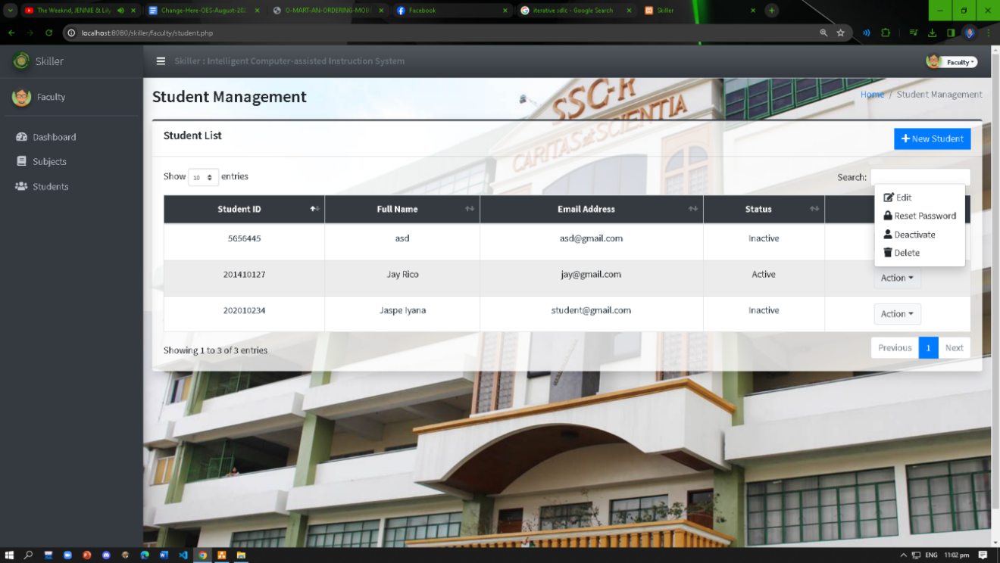 The Weeknd, JENNIE & Lily
Change-Here-OES-August-202
O-MART-AN-ORDERING-MOBI
Facebook
iterative sdlc - Google Search
Skiller
localhost:8080/skiller/faculty/student.php
Skiller
Skiller : Intelligent Computer-assisted Instruction System
Faculty
Faculty
Dashboard
Subjects
Students
Student Management
Home / Student Management
SSC-R
CARITAS et SCIENTIA
Student List
New Student
Show 10 entries
Search:
Edit
Reset Password
Deactivate
Delete
Student ID Full Name Email Address Status
5656445 asd asd@gmail.com Inactive
201410127 Jay Rico jay@gmail.com Active Action
202010234 Jaspe Iyana student@gmail.com Inactive Action
Showing 1 to 3 of 3 entries
Previous 1 Next
ENG 11:02 pm